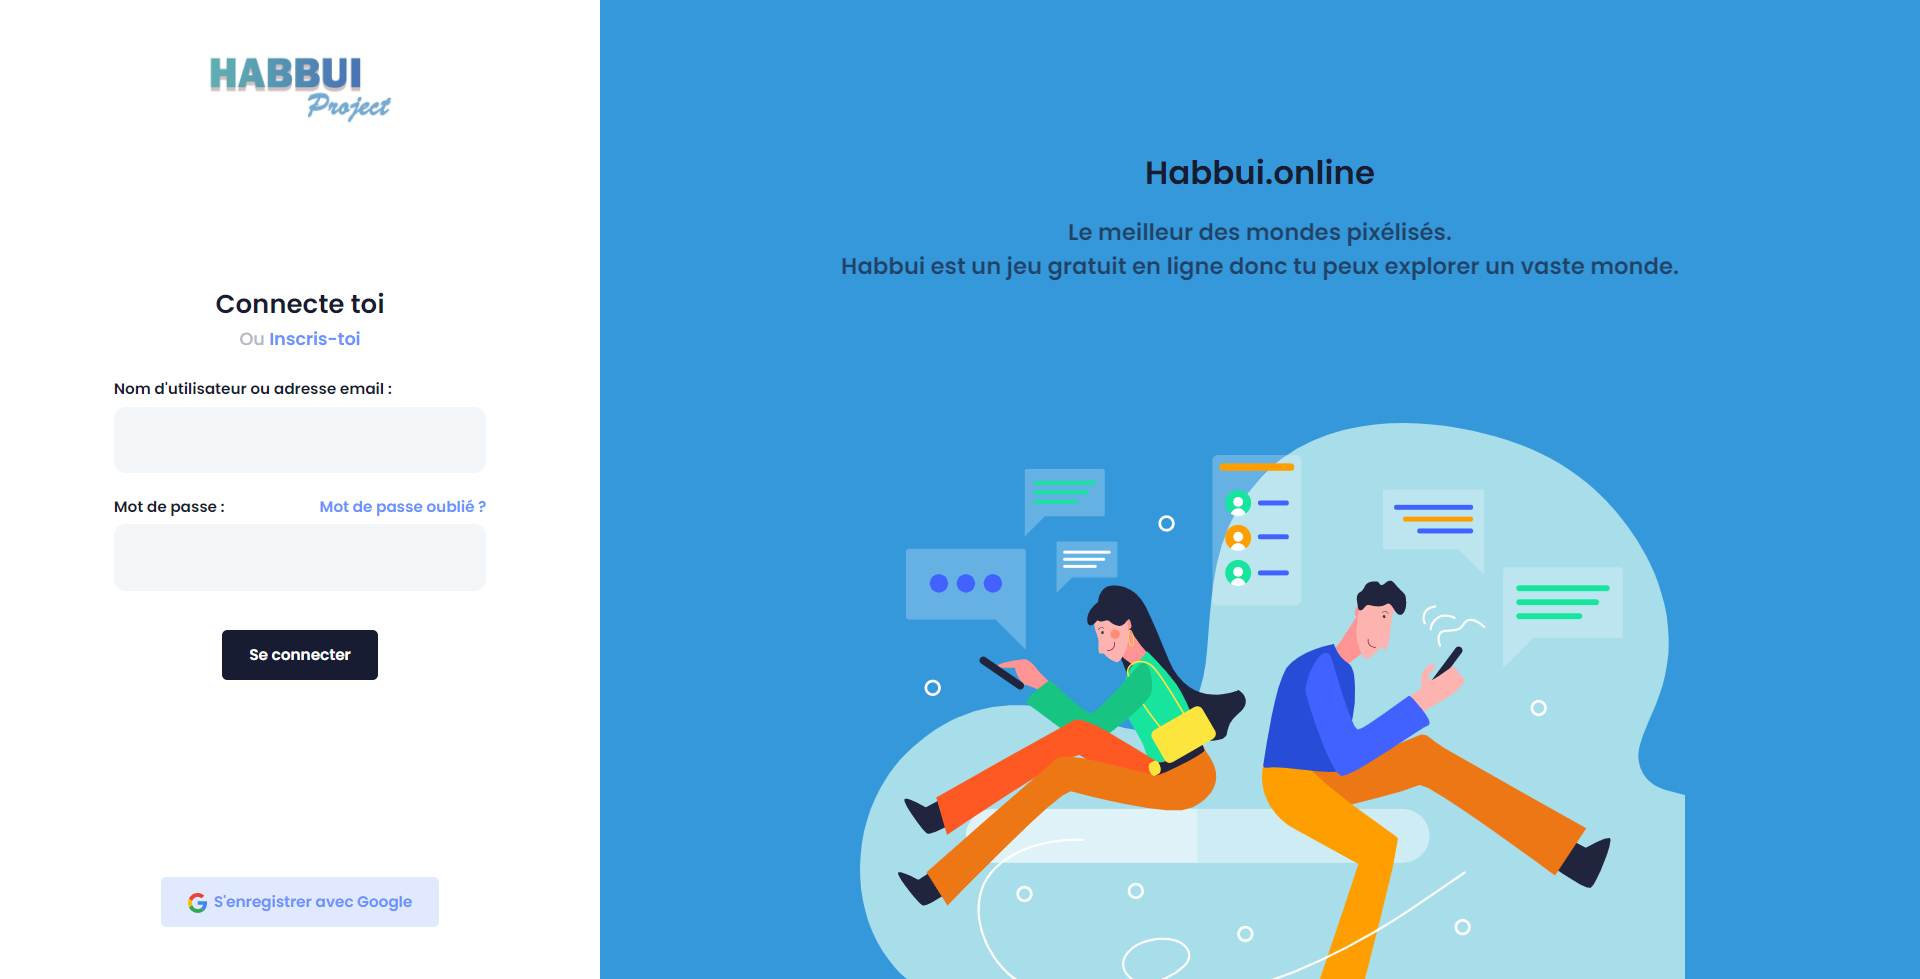 HABBUI
Project
Connecte toi
Ou Inscris-toi
Nom d'utilisateur ou adresse email :
Mot de passe :
Mot de passe oublié ?
Se connecter
S'enregistrer avec Google
Habbui.online
Le meilleur des mondes pixélisés.
Habbui est un jeu gratuit en ligne donc tu peux explorer un vaste monde.